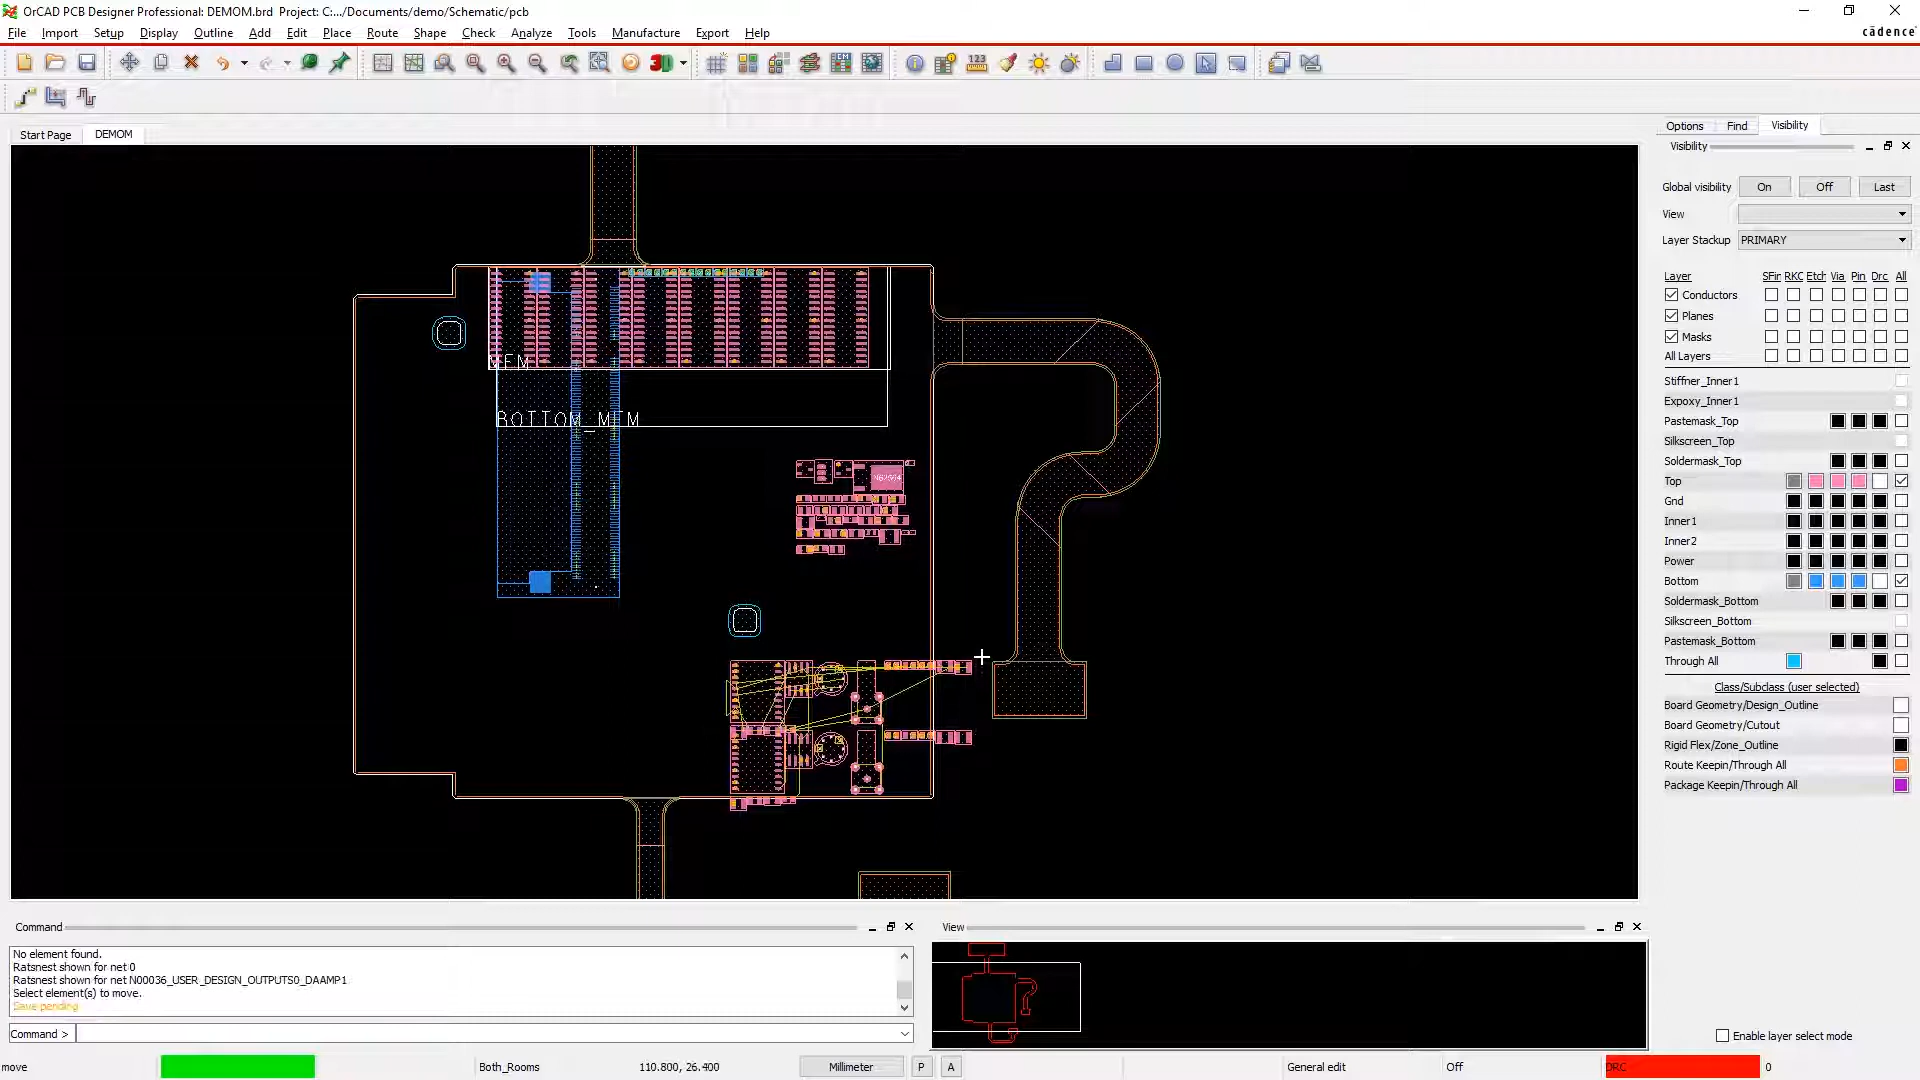 OrCAD PCB Designer Professional: DEMOM.brd  Project: C:.../Documents/demo/Schematic/pcb
File Import Setup Display Outline Add Edit Place Route Shape Check Analyze Tools Manufacture Export Help
cādence
3D
123
Start Page DEMOM
Options Find Visibility
Visibility
Global visibility On Off Last
View
Layer Stackup PRIMARY
Layer SFir RKC Etch Via Pin Drc All
Conductors
Planes
Masks
All Layers
Stiffner_Inner1
Expoxy_Inner1
Pastemask_Top
Silkscreen_Top
Soldermask_Top
Top
Gnd
Inner1
Inner2
Power
Bottom
Soldermask_Bottom
Silkscreen_Bottom
Pastemask_Bottom
Through All
Class/Subclass (user selected)
Board Geometry/Design_Outline
Board Geometry/Cutout
Rigid Flex/Zone_Outline
Route Keepin/Through All
Package Keepin/Through All
Enable layer select mode
MEM
BOTTOM_MEM
Command
No element found.
Ratsnest shown for net 0
Ratsnest shown for net N00036_USER_DESIGN_OUTPUTS0_DAAMP1
Select element(s) to move.
Save pending
Command >
View
move Both_Rooms 110.800, 26.400 Millimeter P A General edit Off DRC 0